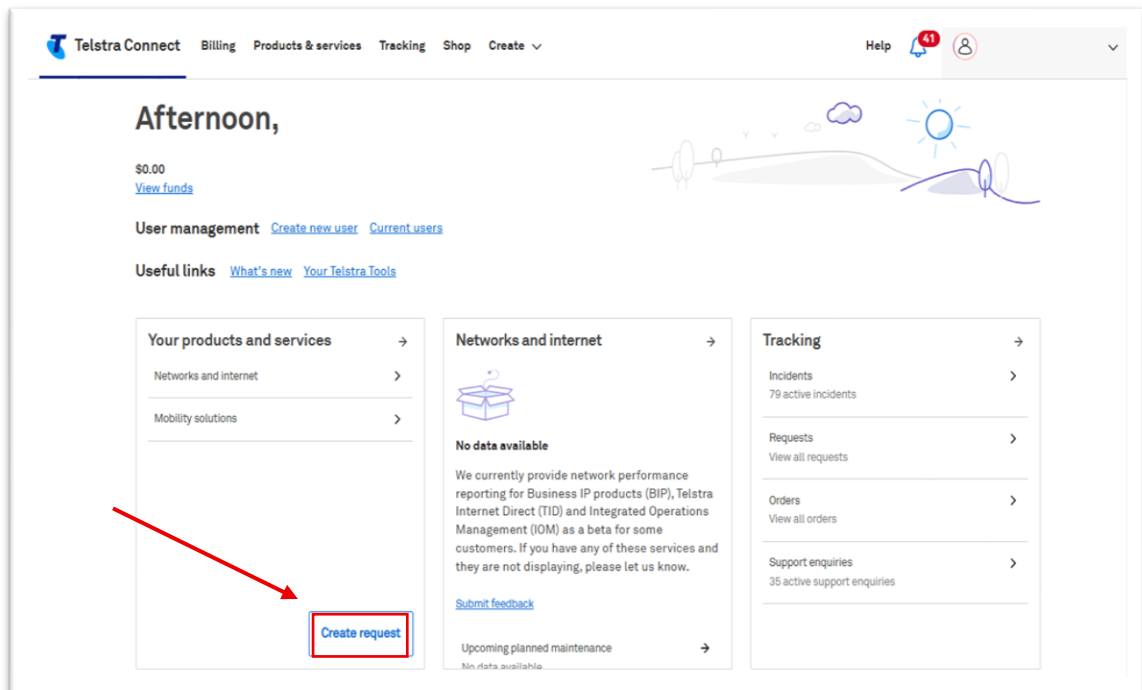 Telstra Connect Billing Products & services Tracking Shop Create Help 41
Afternoon,
$0.00
View funds
User management Create new user Current users
Useful links What's new Your Telstra Tools
Your products and services
Networks and internet
Mobility solutions
Create request
Networks and internet
No data available
We currently provide network performance
reporting for Business IP products (BIP), Telstra
Internet Direct (TID) and Integrated Operations
Management (IOM) as a beta for some
customers. If you have any of these services and
they are not displaying, please let us know.
Submit feedback
Upcoming planned maintenance
No data available
Tracking
Incidents
79 active incidents
Requests
View all requests
Orders
View all orders
Support enquiries
35 active support enquiries